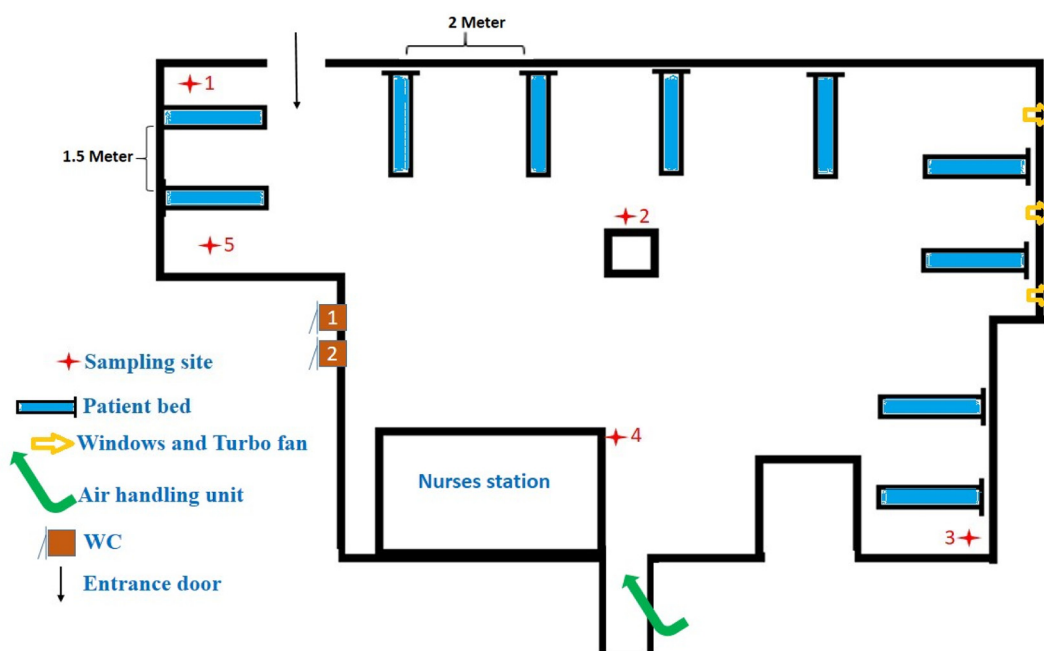 2 Meter
1
1.5 Meter
2
5
1
2
Sampling site
Patient bed
4
Windows and Turbo fan
Nurses station
Air handling unit
3
WC
Entrance door